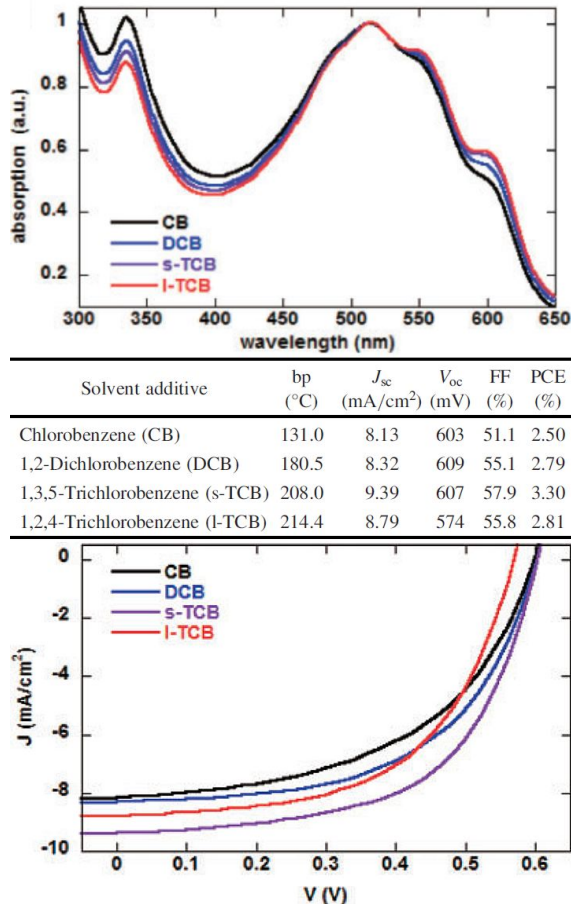 absorption (a.u.)
1
0.8
0.6
0.4
0.2
CB
DCB
s-TCB
l-TCB
300 350 400 450 500 550 600 650
wavelength (nm)
Solvent additive bp (°C) Jsc (mA/cm²) Voc (mV) FF (%) PCE (%)
Chlorobenzene (CB) 131.0 8.13 603 51.1 2.50
1,2-Dichlorobenzene (DCB) 180.5 8.32 609 55.1 2.79
1,3,5-Trichlorobenzene (s-TCB) 208.0 9.39 607 57.9 3.30
1,2,4-Trichlorobenzene (l-TCB) 214.4 8.79 574 55.8 2.81
J (mA/cm²)
0
-2
-4
-6
-8
-10
CB
DCB
s-TCB
l-TCB
0 0.1 0.2 0.3 0.4 0.5 0.6
V (V)